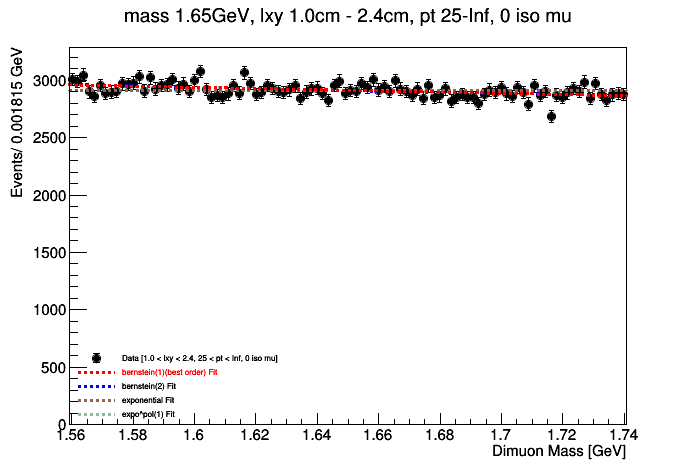 mass 1.65GeV, lxy 1.0cm - 2.4cm, pt 25-Inf, 0 iso mu
Events/ 0.001815 GeV
3000
2500
2000
1500
1000
500
0
Data [1.0 < lxy < 2.4, 25 < pt < Inf, 0 iso mu]
bernstein(1)(best order) Fit
bernstein(2) Fit
exponential Fit
expo^pol(1) Fit
1.56 1.58 1.6 1.62 1.64 1.66 1.68 1.7 1.72 1.74
Dimuon Mass [GeV]